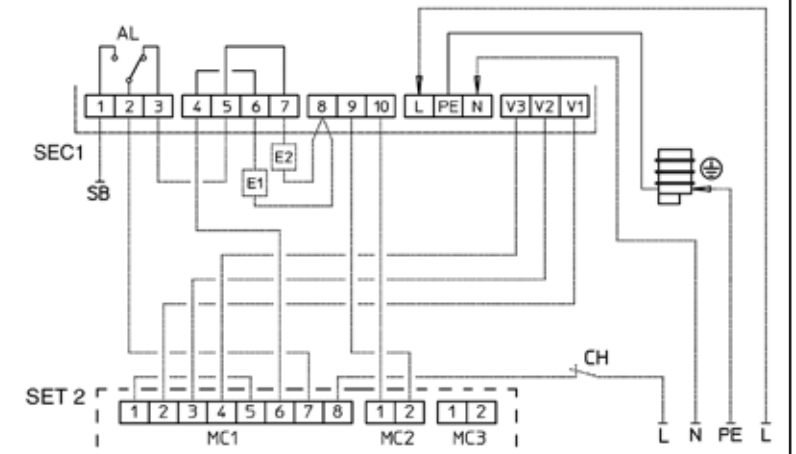 AL
1 2 3 4 5 6 7 8 9 10 L PE N V3 V2 V1
SEC1
E2
E1
SB
CH
SET 2
1 2 3 4 5 6 7 8 1 2 1 2
MC1 MC2 MC3
L N PE L